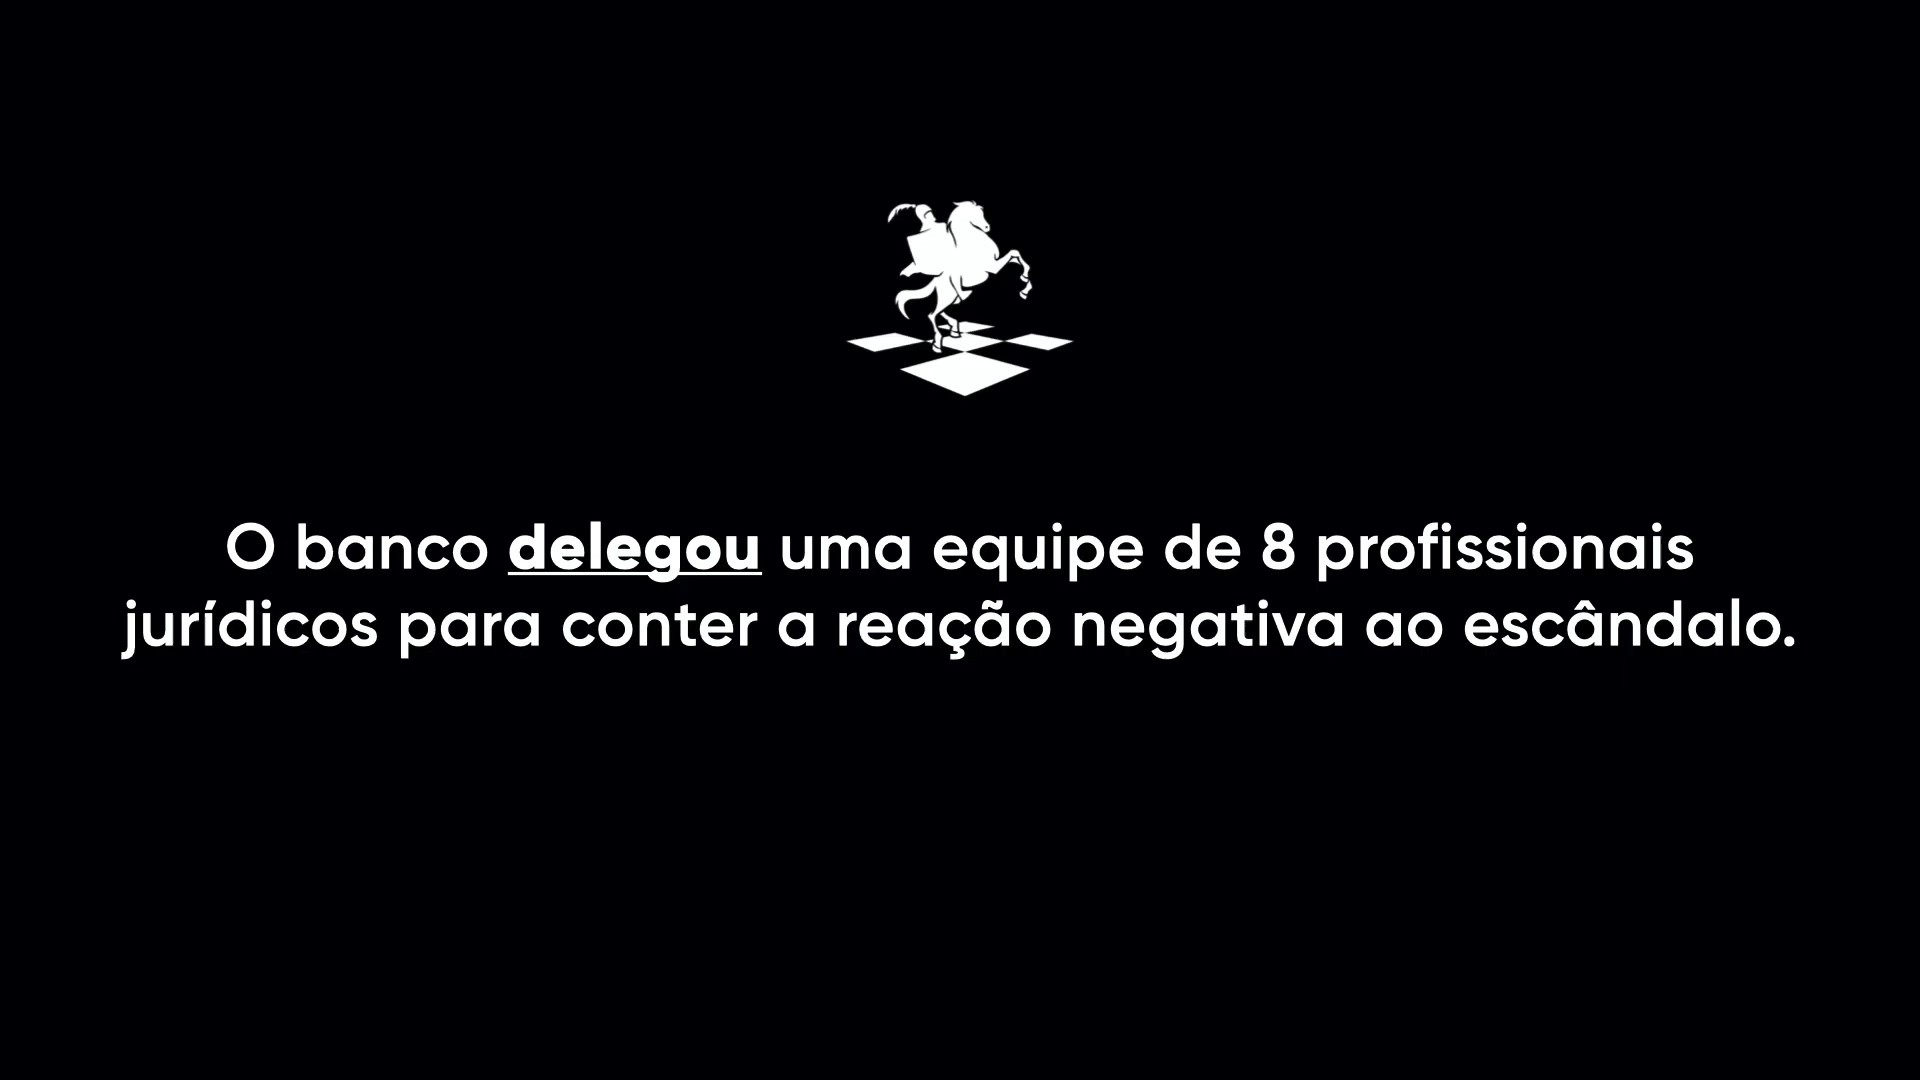 O banco delegou uma equipe de 8 profissionais
jurídicos para conter a reação negativa ao escândalo.